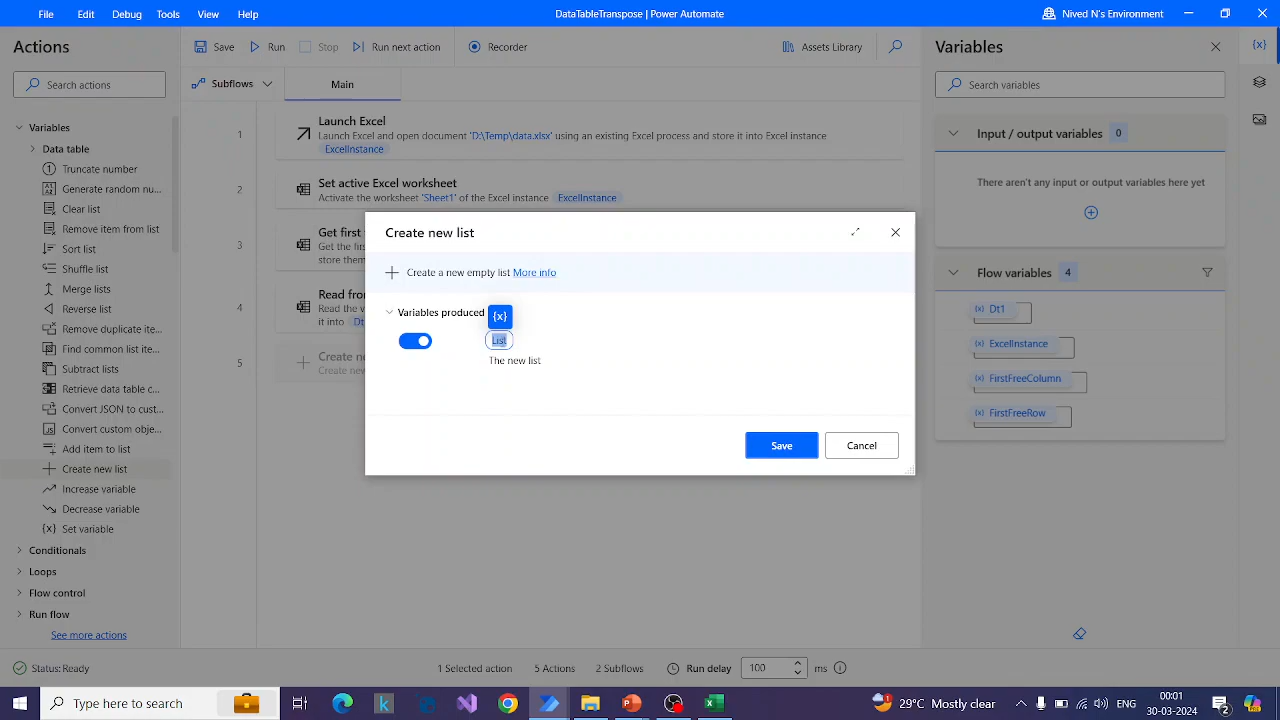 File Edit Debug Tools View Help
DataTableTranspose | Power Automate
Nived N's Environment
Actions
Search actions
Variables
Data table
Truncate number
Generate random nu...
Clear list
Remove item from list
Sort list
Shuffle list
Merge lists
Reverse list
Remove duplicate ite...
Find common list ite...
Subtract lists
Retrieve data table c...
Convert JSON to cust...
Convert custom obje...
Add item to list
Create new list
Increase variable
Decrease variable
{x} Set variable
Conditionals
Loops
Flow control
Run flow
See more actions
Save Run Stop Run next action Recorder Assets Library
Subflows Main
1
Launch Excel
Launch Excel and open document 'D:\Temp\data.xlsx' using an existing Excel process and store it into Excel instance
ExcelInstance
2
Set active Excel worksheet
Activate the worksheet 'Sheet1' of the Excel instance ExcelInstance
3
Get first
Get the firs
store them
4
Read from
Read the v
it into Dt
5
Create ne
Create new
Create new list
Create a new empty list More info
Variables produced {x}
List
The new list
Save Cancel
Variables
{x}
Search variables
Input / output variables 0
There aren't any input or output variables here yet
Flow variables 4
{x} Dt1
{x} ExcelInstance
{x} FirstFreeColumn
{x} FirstFreeRow
Status: Ready 1 Selected action 5 Actions 2 Subflows Run delay 100 ms
Type here to search
29°C Mostly clear
ENG
00:01
30-03-2024